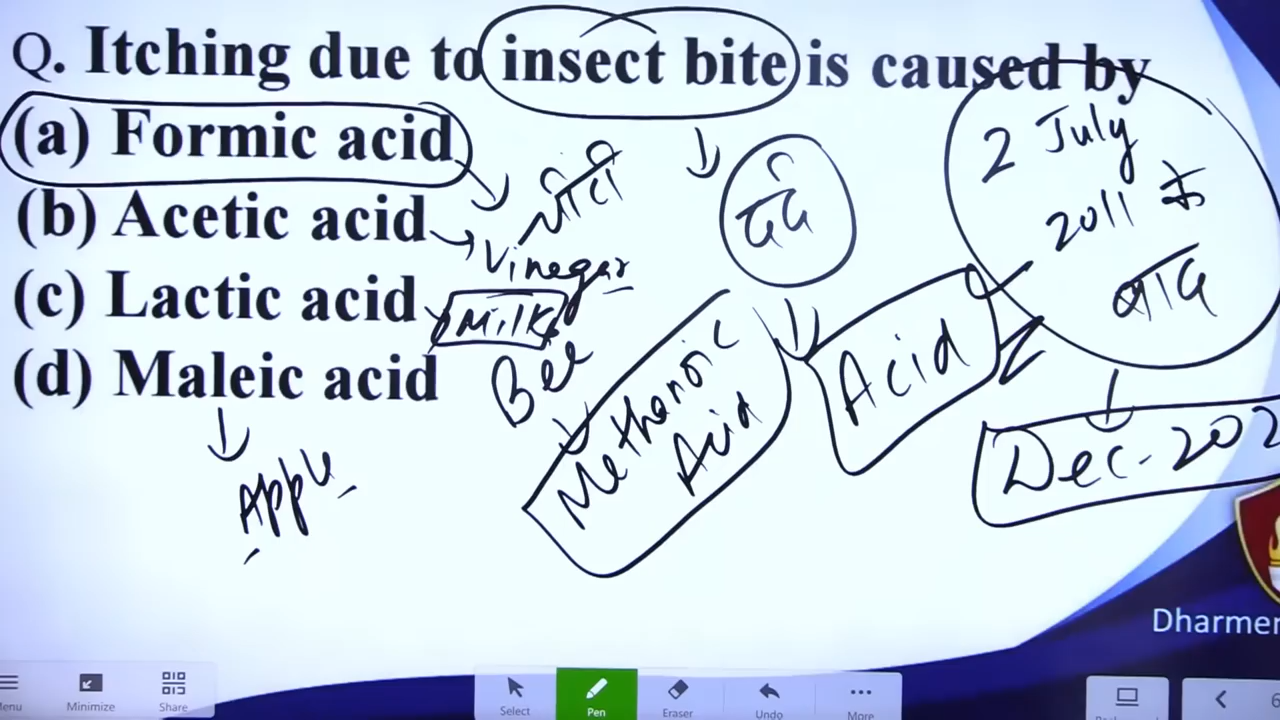 Q. Itching due to insect bite is caused by
(a) Formic acid
(b) Acetic acid
(c) Lactic acid
(d) Maleic acid
चींटी
Vinegar
Milk
Bee
Methanoic
Acid
Apple
दर्द
Acid
2 July
2011 के
बाद
Dec-202
Dharmen
Menu
Minimize
Share
Select
Pen
Eraser
Undo
More